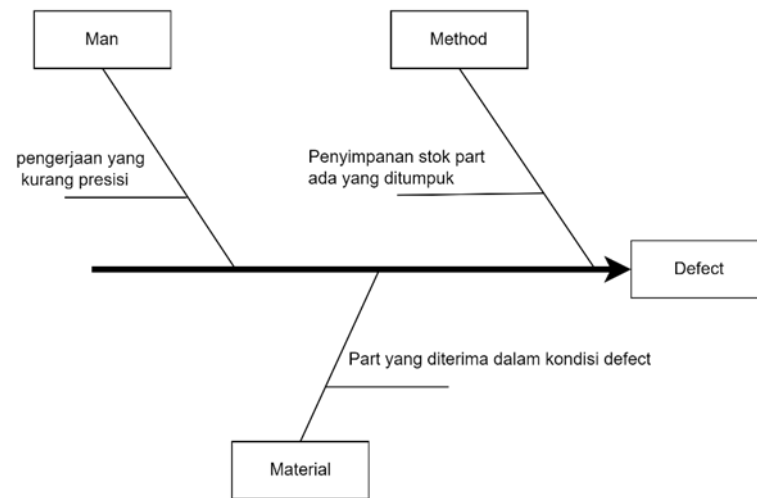 Man
Method
pengerjaan yang
kurang presisi
Penyimpanan stok part
ada yang ditumpuk
Defect
Part yang diterima dalam kondisi defect
Material